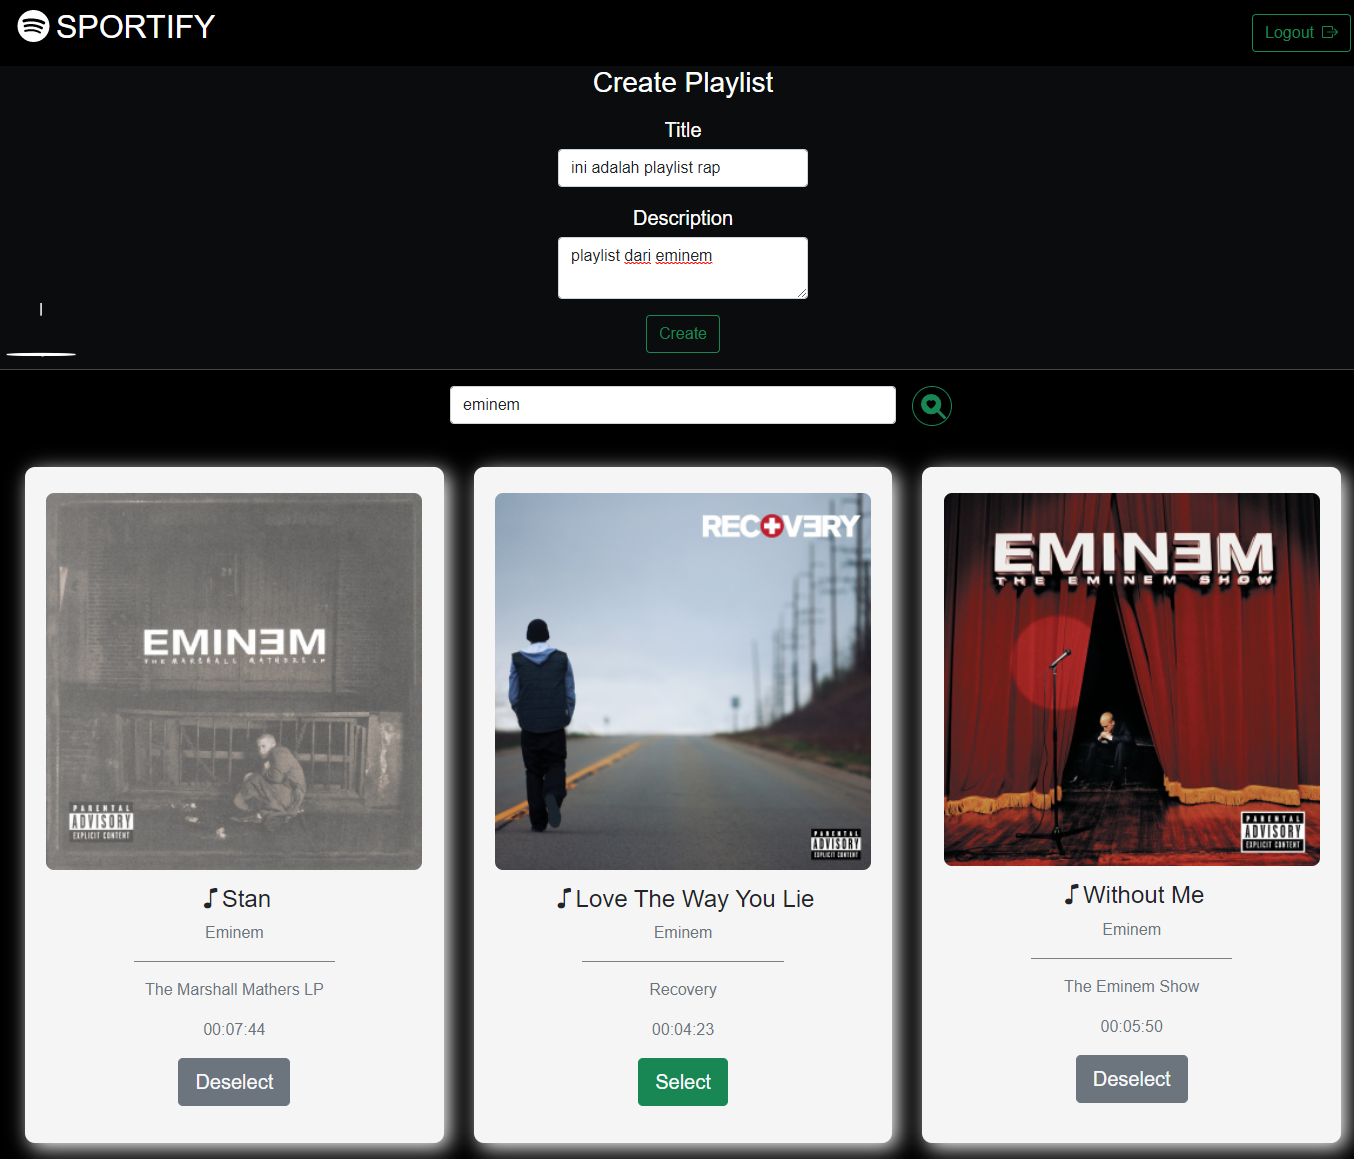 SPORTIFY
Logout
Create Playlist
Title
ini adalah playlist rap
Description
playlist dari eminem
Create
eminem
EMINEM
THE MARSHALL MATHERS LP
PARENTAL
ADVISORY
EXPLICIT CONTENT
Stan
Eminem
The Marshall Mathers LP
00:07:44
Deselect
RECOVERY
PARENTAL
ADVISORY
EXPLICIT CONTENT
Love The Way You Lie
Eminem
Recovery
00:04:23
Select
EMINEM
THE EMINEM SHOW
PARENTAL
ADVISORY
EXPLICIT CONTENT
Without Me
Eminem
The Eminem Show
00:05:50
Deselect